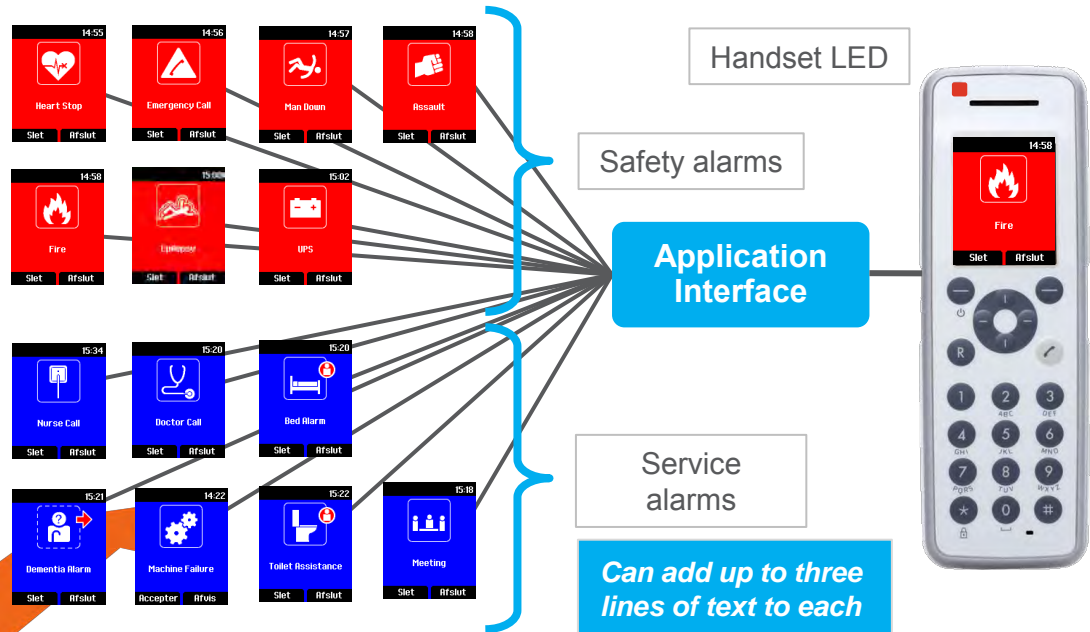 14:55
Heart Stop
Slet Afslut
14:56
Emergency Call
Slet Afslut
14:57
Man Down
Slet Afslut
14:58
Assault
Slet Afslut
14:58
Fire
Slet Afslut
15:00
Epilepsy
Slet Afslut
15:02
UPS
Slet Afslut
15:34
Nurse Call
Slet Afslut
15:20
Doctor Call
Slet Afslut
15:20
Bed Alarm
Slet Afslut
15:21
Dementia Alarm
Slet Afslut
14:22
Machine Failure
Accepter Afvis
15:22
Toilet Assistance
Slet Afslut
15:18
Meeting
Slet Afslut
Safety alarms
Service
alarms
Can add up to three
lines of text to each
Application
Interface
Handset LED
14:58
Fire
Slet Afslut
R
1 2 3
ABC DEF
4 5 6
GHI JKL MNO
7 8 9
PQRS TUV WXYZ
* 0 #